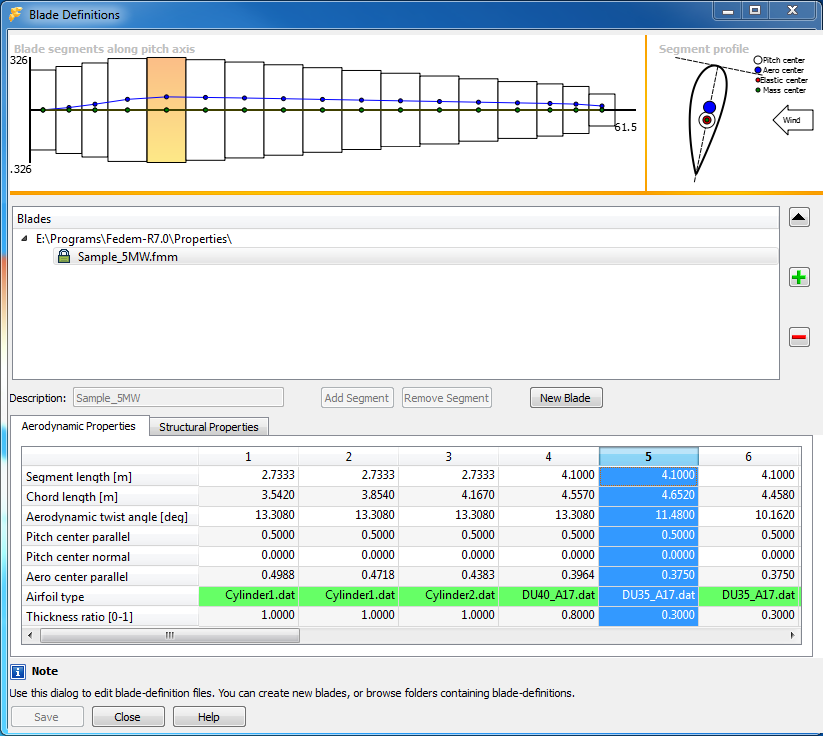 Blade Definitions
Blade segments along pitch axis
Segment profile
326
.326
61.5
Pitch center
Aero center
Elastic center
Mass center
Wind
Blades
E:\Programs\Fedem-R7.0\Properties\
Sample_5MW.fmm
Description: Sample_5MW Add Segment Remove Segment New Blade
Aerodynamic Properties Structural Properties
1 2 3 4 5 6
Segment length [m] 2.7333 2.7333 2.7333 4.1000 4.1000 4.1000
Chord length [m] 3.5420 3.8540 4.1670 4.5570 4.6520 4.4580
Aerodynamic twist angle [deg] 13.3080 13.3080 13.3080 13.3080 11.4800 10.1620
Pitch center parallel 0.5000 0.5000 0.5000 0.5000 0.5000 0.5000
Pitch center normal 0.0000 0.0000 0.0000 0.0000 0.0000 0.0000
Aero center parallel 0.4988 0.4718 0.4383 0.3964 0.3750 0.3750
Airfoil type Cylinder1.dat Cylinder1.dat Cylinder2.dat DU40_A17.dat DU35_A17.dat DU35_A17.dat
Thickness ratio [0-1] 1.0000 1.0000 1.0000 0.8000 0.3000 0.3000
Note
Use this dialog to edit blade-definition files. You can create new blades, or browse folders containing blade-definitions.
Save Close Help